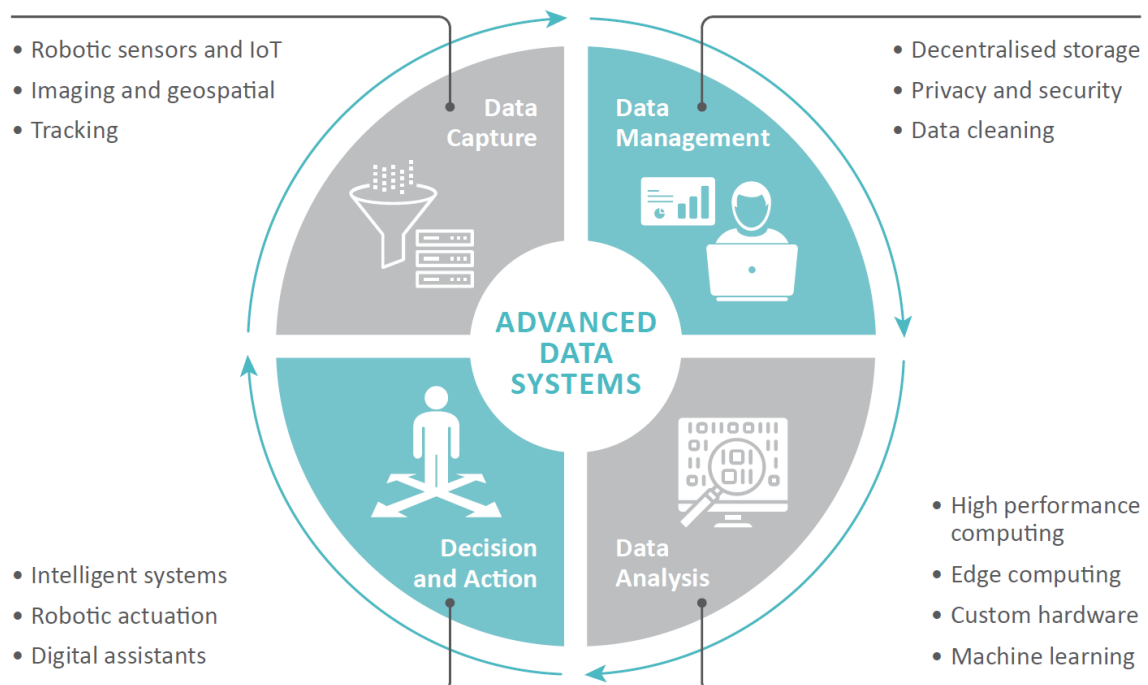 • Robotic sensors and IoT
• Imaging and geospatial
• Tracking
Data
Capture
Data
Management
• Decentralised storage
• Privacy and security
• Data cleaning
ADVANCED
DATA
SYSTEMS
Decision
and Action
• Intelligent systems
• Robotic actuation
• Digital assistants
Data
Analysis
• High performance
computing
• Edge computing
• Custom hardware
• Machine learning